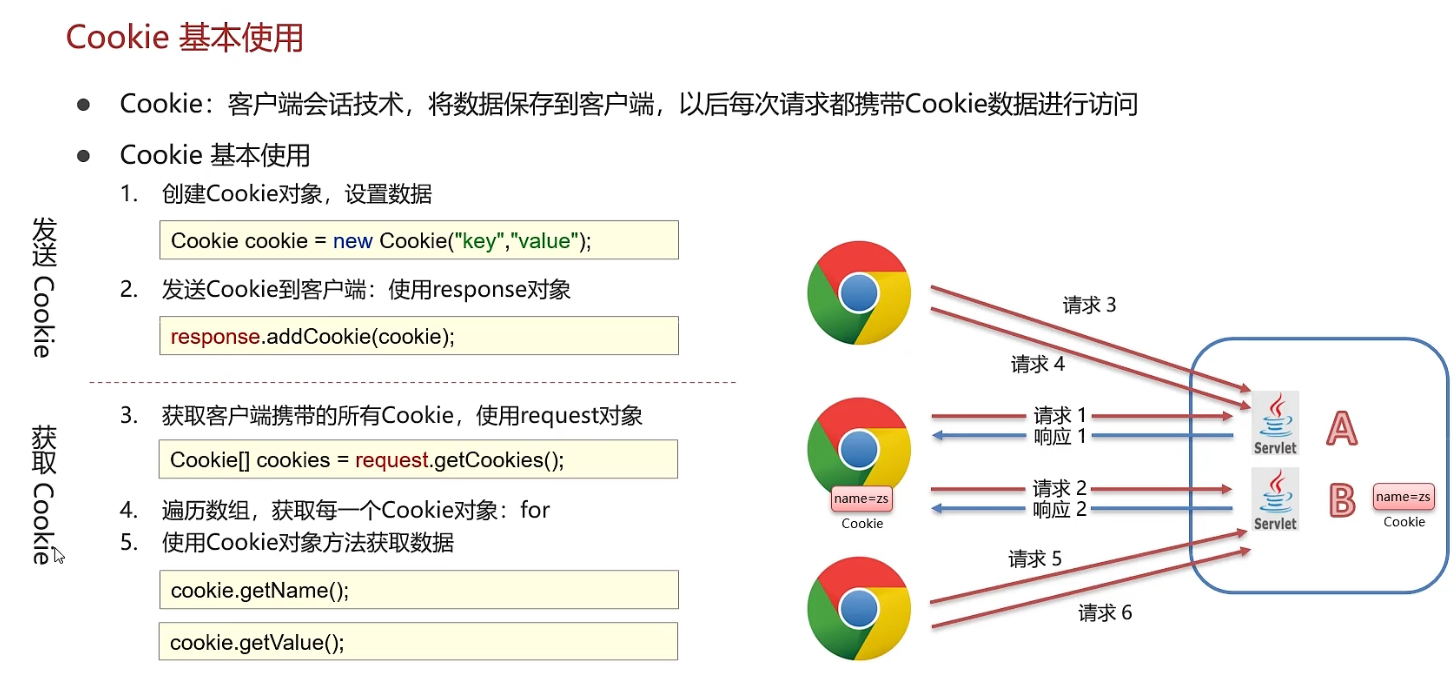 Cookie 基本使用
● Cookie：客户端会话技术，将数据保存到客户端，以后每次请求都携带Cookie数据进行访问
● Cookie 基本使用
发送 Cookie
1. 创建Cookie对象，设置数据
Cookie cookie = new Cookie("key","value");
2. 发送Cookie到客户端：使用response对象
response.addCookie(cookie);
获取 Cookie
3. 获取客户端携带的所有Cookie，使用request对象
Cookie[] cookies = request.getCookies();
4. 遍历数组，获取每一个Cookie对象：for
5. 使用Cookie对象方法获取数据
cookie.getName();
cookie.getValue();
请求 3
请求 4
请求 1
响应 1
Servlet
A
name=zs
Cookie
请求 2
响应 2
Servlet
B
name=zs
Cookie
请求 5
请求 6